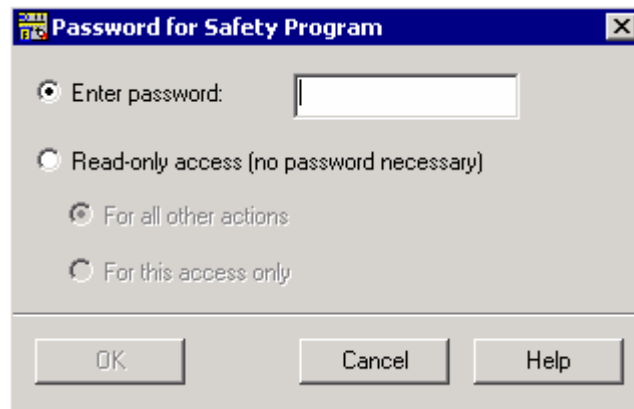 Password for Safety Program
Enter password:
Read-only access (no password necessary)
For all other actions
For this access only
OK Cancel Help